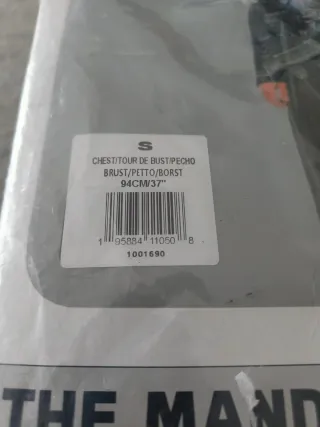 S
CHEST/TOUR DE BUST/PECHO
BRUST/PETTO/BORST
94CM/37"
1 95884 11050 8
1001690
THE MAND